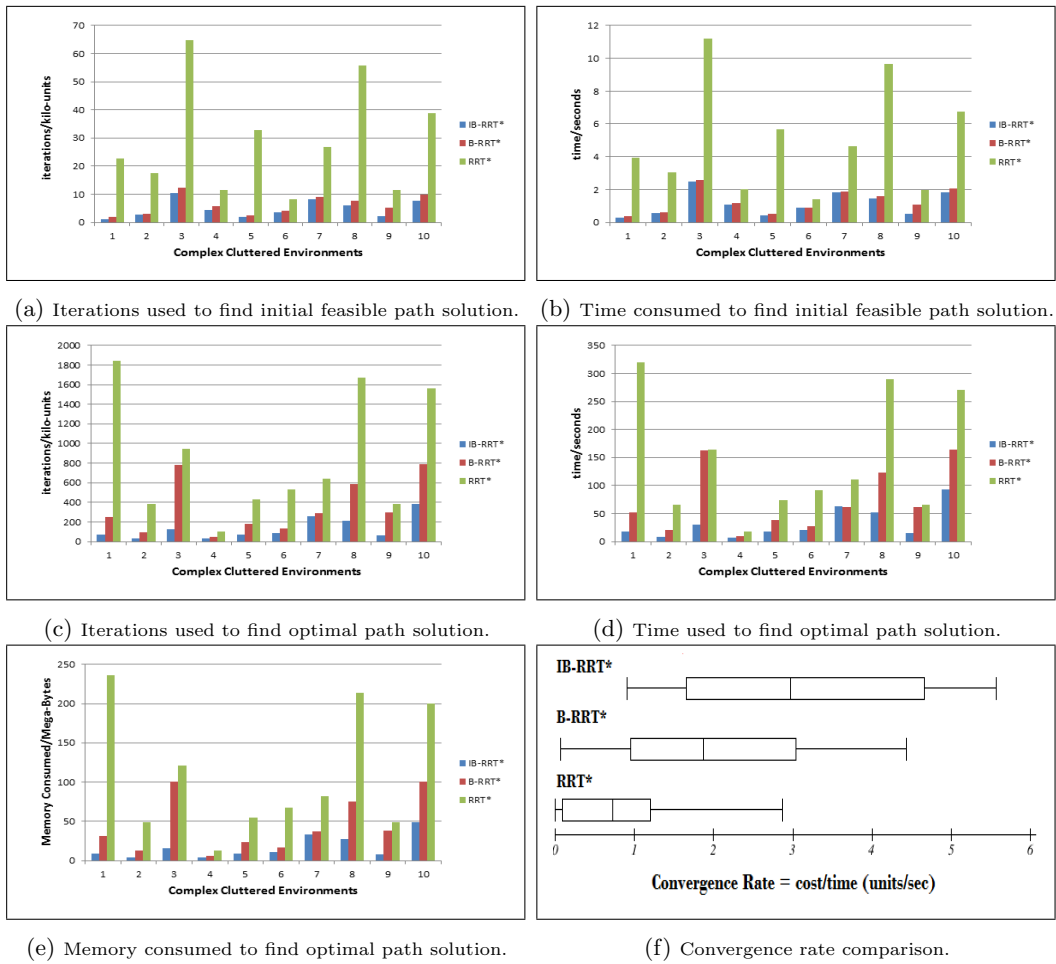 70
60
50
40
30
20
10
0
iterations/kilo-units
1 2 3 4 5 6 7 8 9 10
Complex Cluttered Environments
IB-RRT*
B-RRT*
RRT*
(a) Iterations used to find initial feasible path solution.
12
10
8
6
4
2
0
time/seconds
1 2 3 4 5 6 7 8 9 10
Complex Cluttered Environments
IB-RRT*
B-RRT*
RRT*
(b) Time consumed to find initial feasible path solution.
2000
1800
1600
1400
1200
1000
800
600
400
200
0
iterations/kilo-units
1 2 3 4 5 6 7 8 9 10
Complex Cluttered Environments
IB-RRT*
B-RRT*
RRT*
(c) Iterations used to find optimal path solution.
350
300
250
200
150
100
50
0
time/seconds
1 2 3 4 5 6 7 8 9 10
Complex Cluttered Environments
IB-RRT*
B-RRT*
RRT*
(d) Time used to find optimal path solution.
250
200
150
100
50
0
Memory Consumed/Mega-Bytes
1 2 3 4 5 6 7 8 9 10
Complex Cluttered Environments
IB-RRT*
B-RRT*
RRT*
(e) Memory consumed to find optimal path solution.
IB-RRT*
B-RRT*
RRT*
0 1 2 3 4 5 6
Convergence Rate = cost/time (units/sec)
(f) Convergence rate comparison.